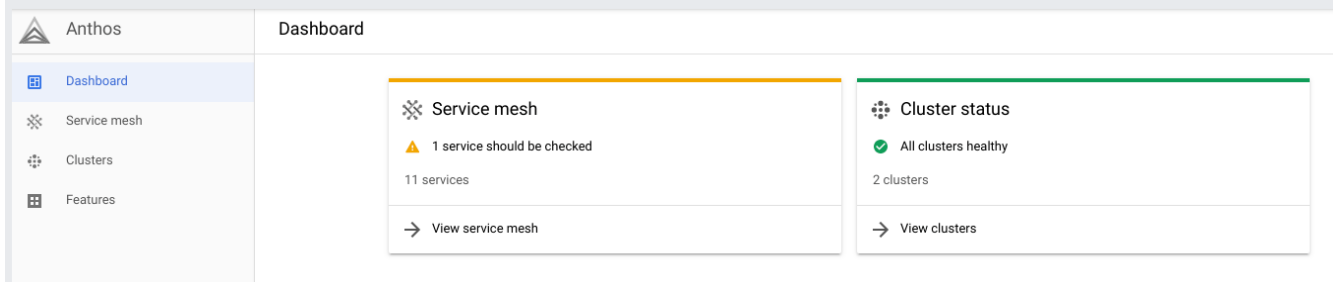 Anthos
Dashboard
Service mesh
Clusters
Features
Dashboard
Service mesh
1 service should be checked
11 services
View service mesh
Cluster status
All clusters healthy
2 clusters
View clusters